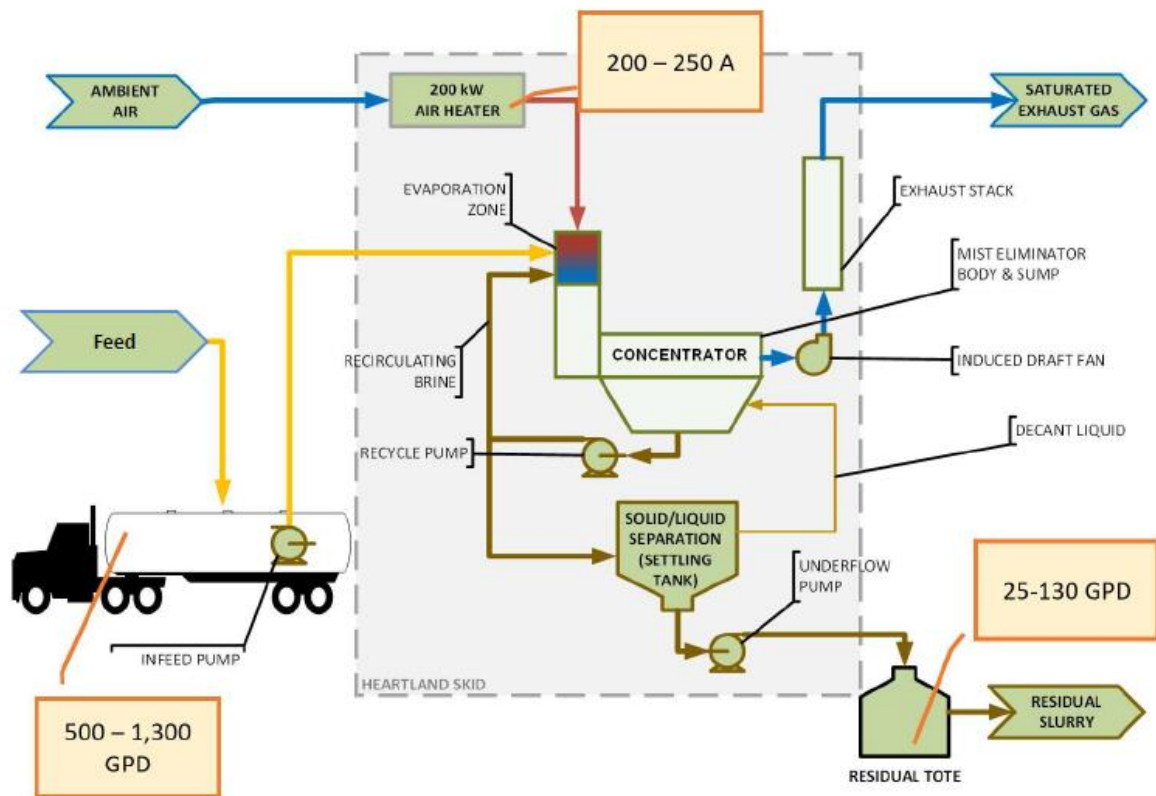 AMBIENT
AIR
200 kW
AIR HEATER
200 – 250 A
SATURATED
EXHAUST GAS
EVAPORATION
ZONE
EXHAUST STACK
MIST ELIMINATOR
BODY & SUMP
Feed
CONCENTRATOR
RECIRCULATING
BRINE
INDUCED DRAFT FAN
DECANT LIQUID
RECYCLE PUMP
SOLID/LIQUID
SEPARATION
(SETTLING
TANK)
UNDERFLOW
PUMP
25-130 GPD
INFEED PUMP
HEARTLAND SKID
500 – 1,300
GPD
RESIDUAL
SLURRY
RESIDUAL TOTE